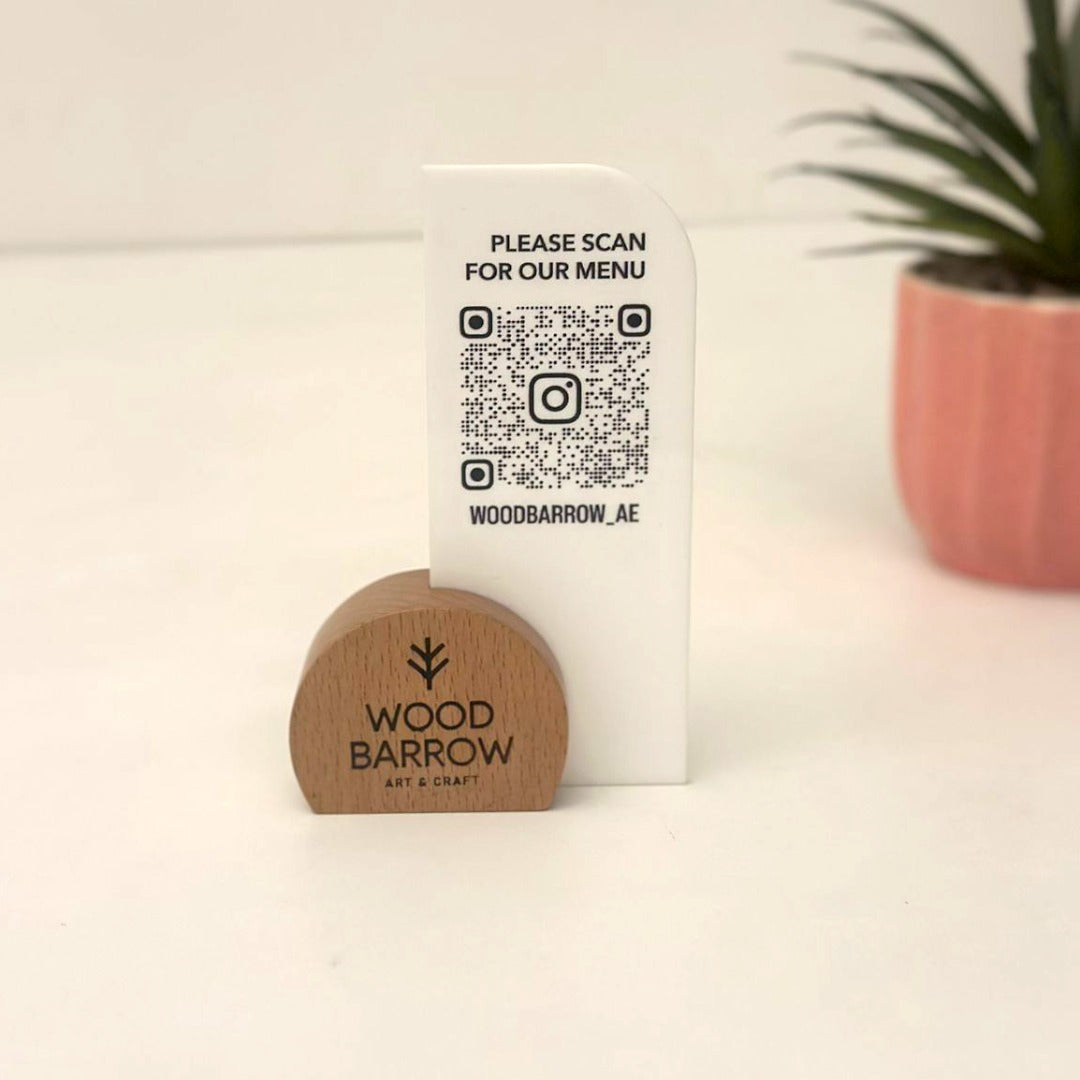 PLEASE SCAN
FOR OUR MENU
WOODBARROW_AE
WOOD
BARROW
ART & CRAFT